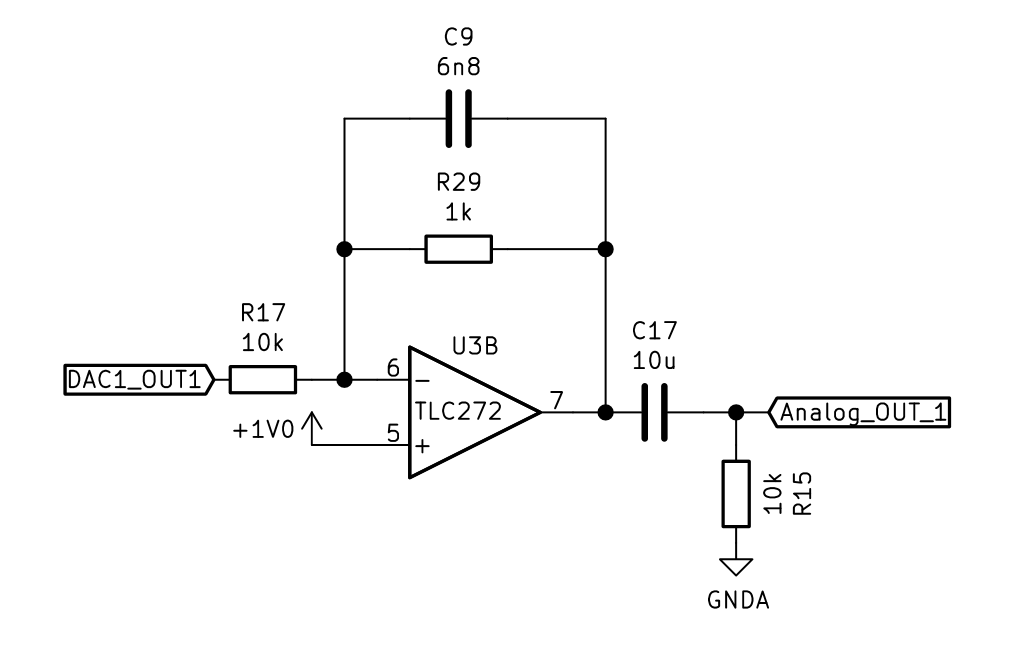 C9
6n8
R29
1k
R17
10k
U3B
C17
10u
DAC1_OUT1
6
−
7
TLC272
Analog_OUT_1
+1V0
5
+
10k
R15
GNDA